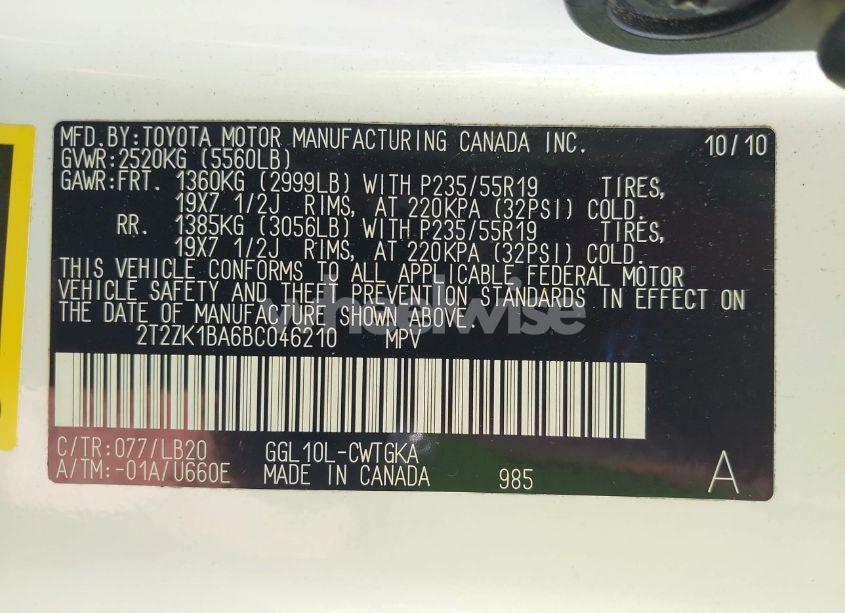 MFD.BY:TOYOTA MOTOR MANUFACTURING CANADA INC. 10/10
GVWR:2520KG (5560LB)
GAWR:FRT. 1360KG (2999LB) WITH P235/55R19 TIRES,
19X7 1/2J RIMS, AT 220KPA (32PSI) COLD.
RR. 1385KG (3056LB) WITH P235/55R19 TIRES,
19X7 1/2J RIMS, AT 220KPA (32PSI) COLD.
THIS VEHICLE CONFORMS TO ALL APPLICABLE FEDERAL MOTOR
VEHICLE SAFETY AND THEFT PREVENTION STANDARDS IN EFFECT ON
THE DATE OF MANUFACTURE SHOWN ABOVE.
wheelwise
2T2ZK1BA6BC046210 MPV
C/TR:077/LB20 GGL10L-CWTGKA
A/TM:-01A/U660E MADE IN CANADA 985 A